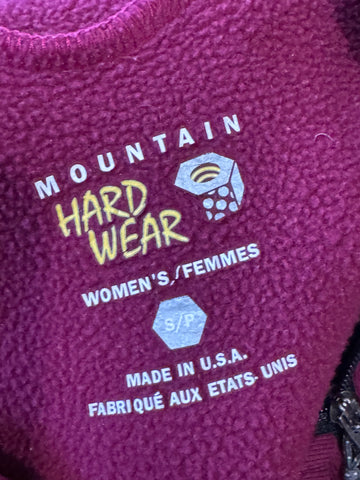 MOUNTAIN
HARD
WEAR
WOMEN'S/FEMMES
S/P
MADE IN U.S.A.
FABRIQUÉ AUX ETATS-UNIS